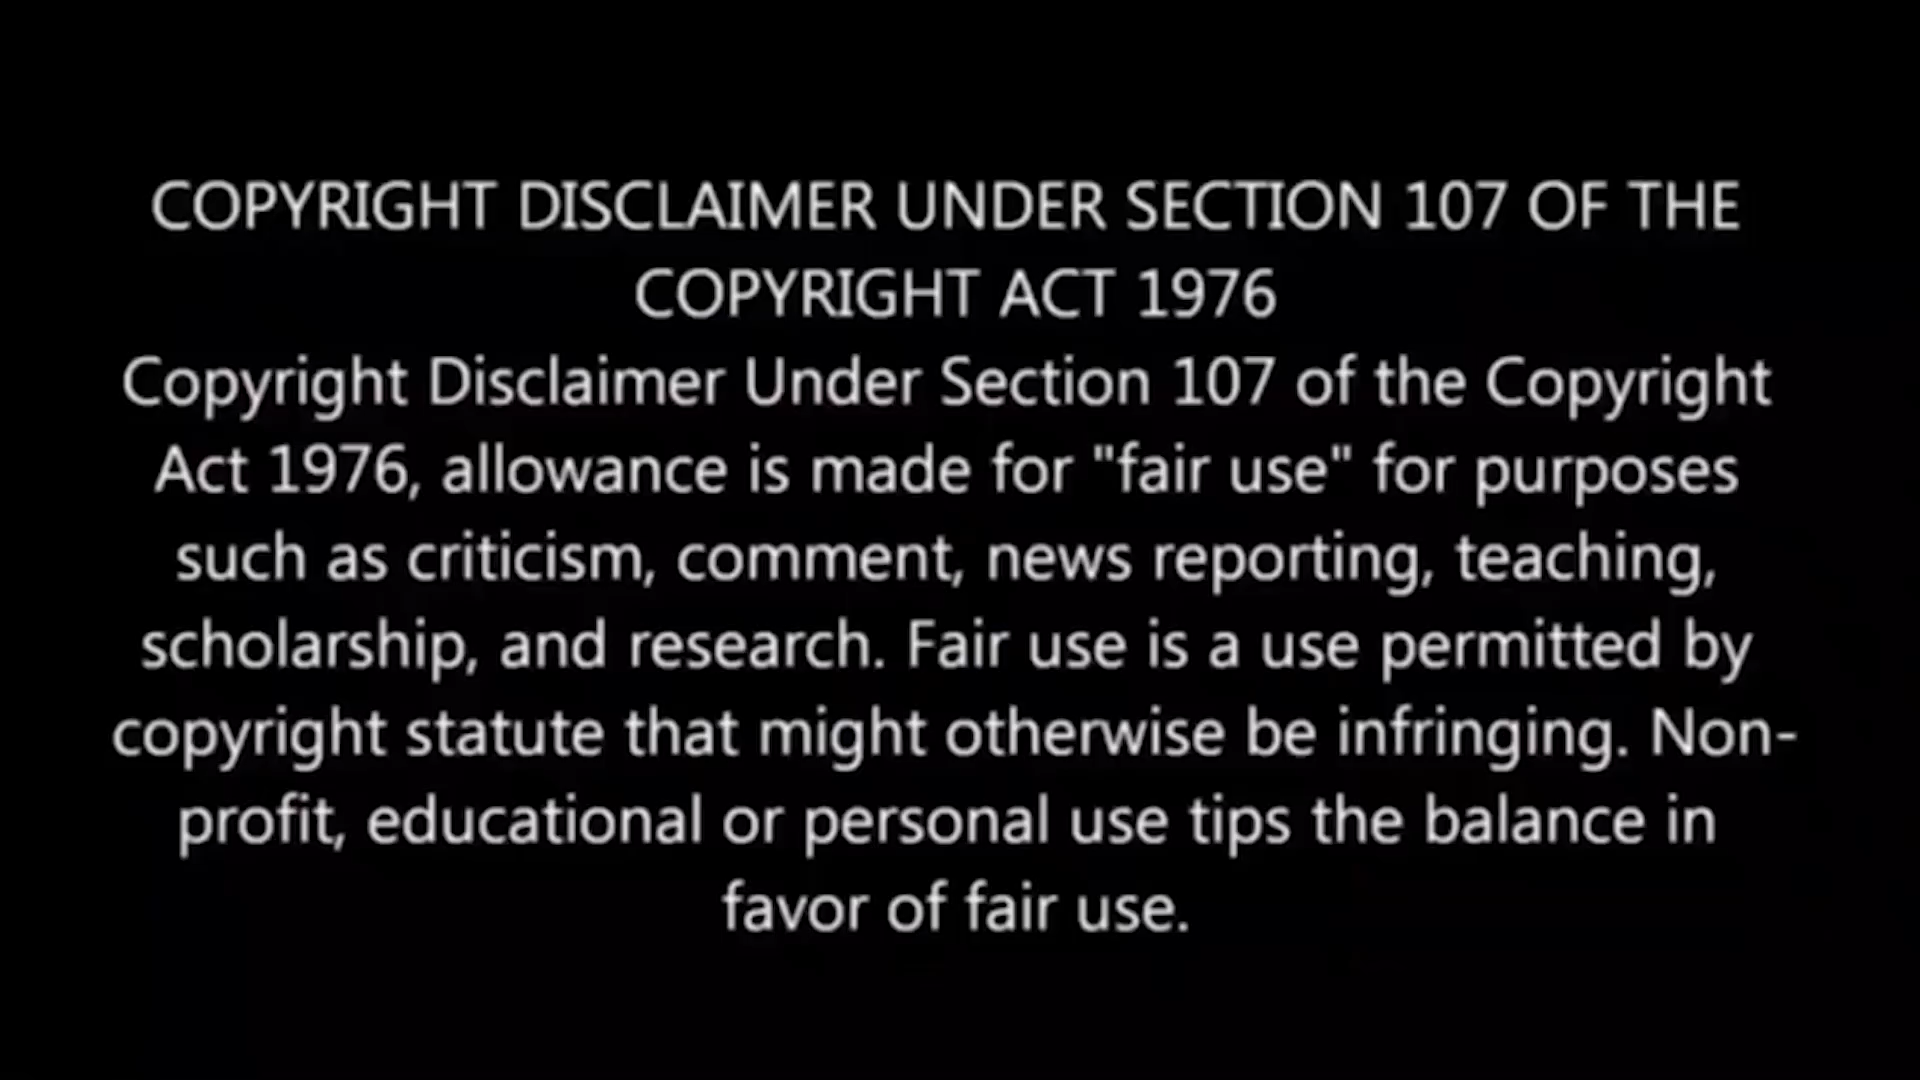 COPYRIGHT DISCLAIMER UNDER SECTION 107 OF THE
COPYRIGHT ACT 1976
Copyright Disclaimer Under Section 107 of the Copyright
Act 1976, allowance is made for "fair use" for purposes
such as criticism, comment, news reporting, teaching,
scholarship, and research. Fair use is a use permitted by
copyright statute that might otherwise be infringing. Non-
profit, educational or personal use tips the balance in
favor of fair use.